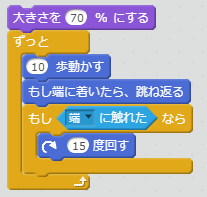 大きさを 70 % にする
ずっと
10 歩動かす
もし端に着いたら、跳ね返る
もし 端 に触れた なら
15 度回す